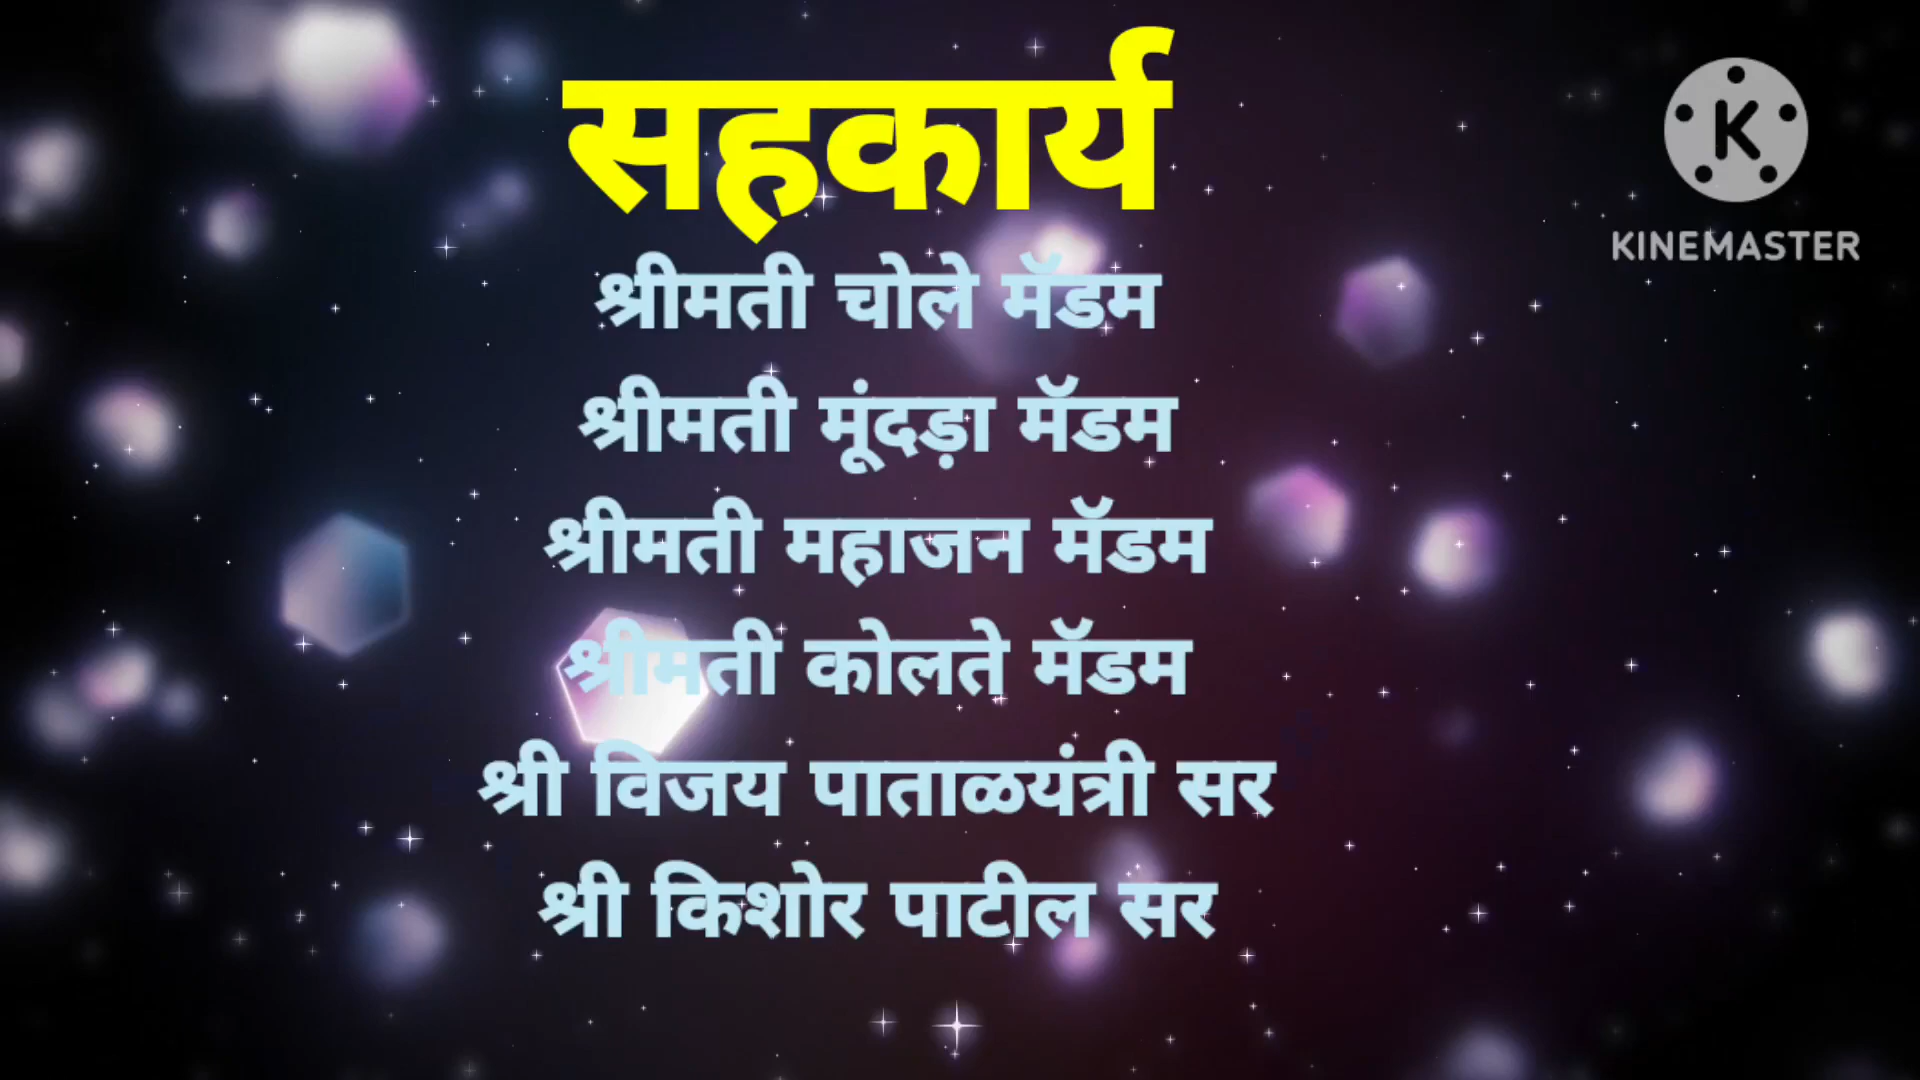 सहकार्य
श्रीमती चोले मॅडम
श्रीमती मूंदड़ा मॅडम
श्रीमती महाजन मॅडम
श्रीमती कोलते मॅडम
श्री विजय पाताळयंत्री सर
श्री किशोर पाटील सर
K
KINEMASTER